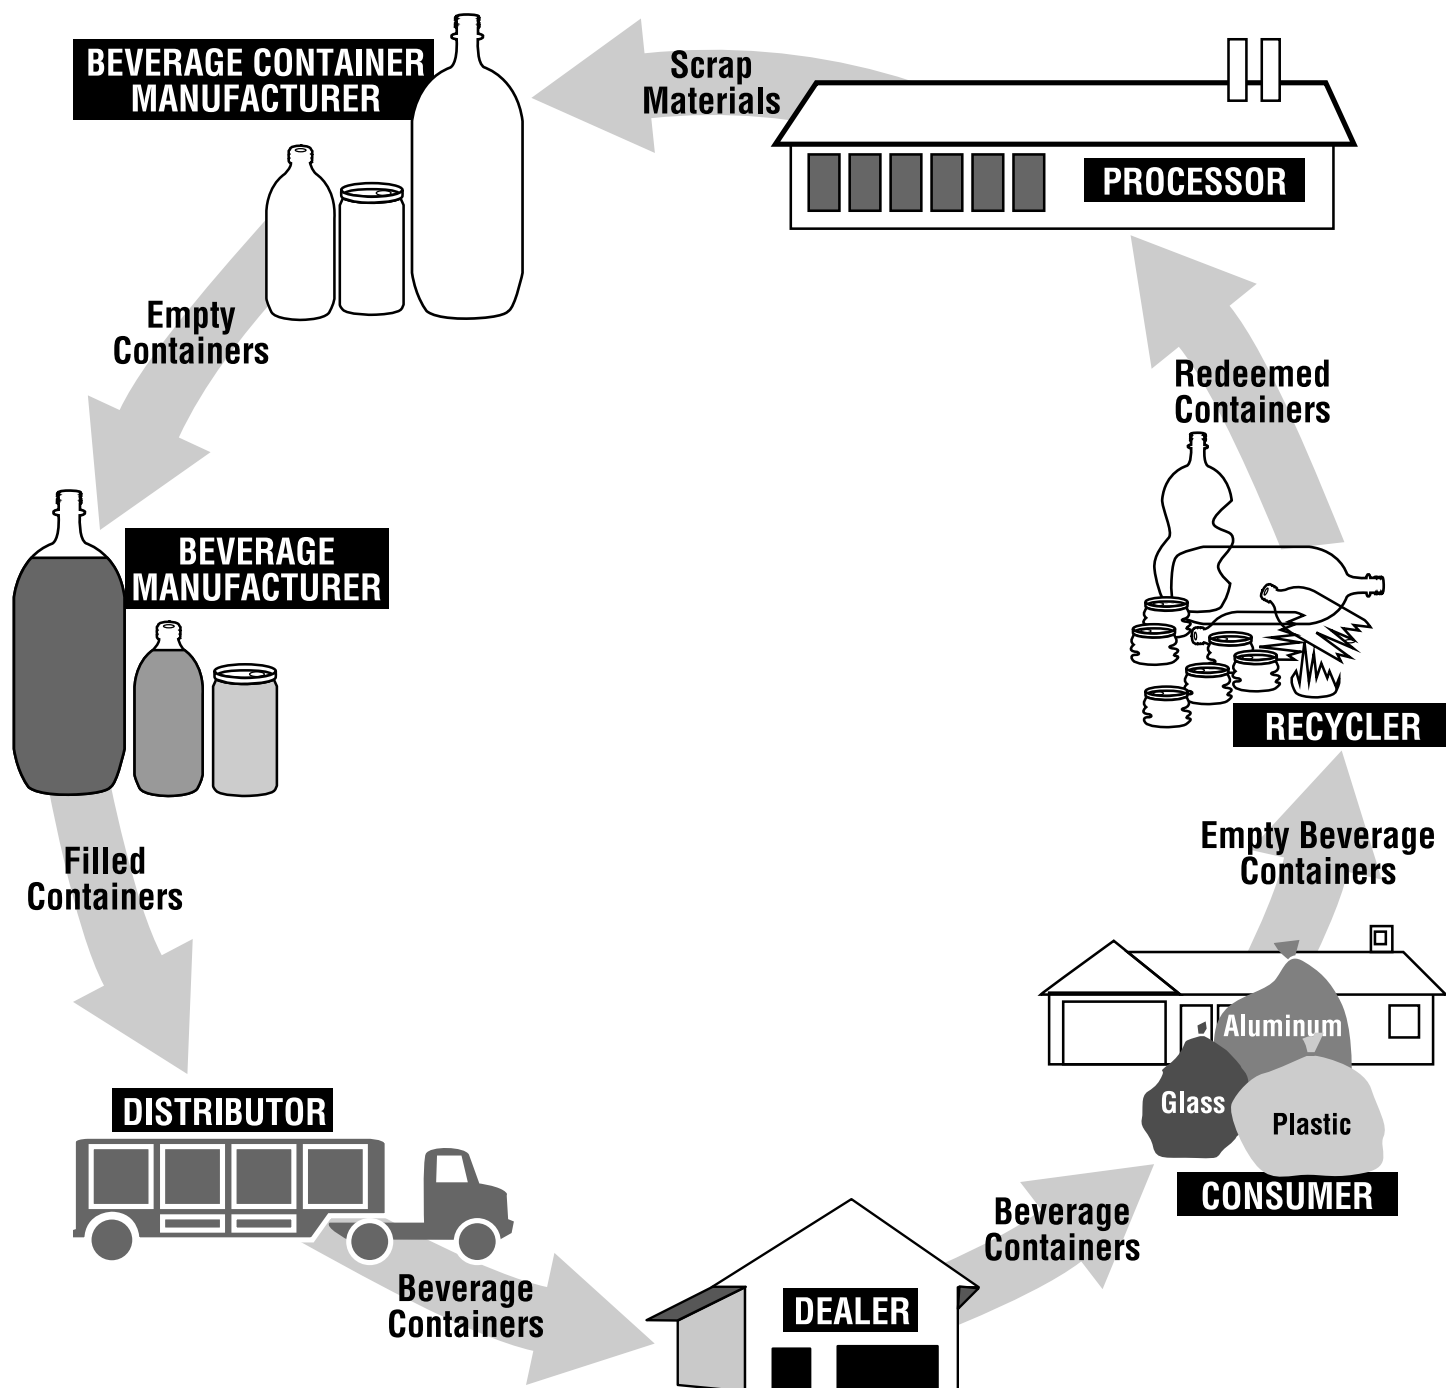 BEVERAGE CONTAINER
MANUFACTURER
Scrap
Materials
PROCESSOR
Empty
Containers
Redeemed
Containers
BEVERAGE
MANUFACTURER
RECYCLER
Filled
Containers
Empty Beverage
Containers
Aluminum
Glass
Plastic
DISTRIBUTOR
CONSUMER
Beverage
Containers
Beverage
Containers
DEALER